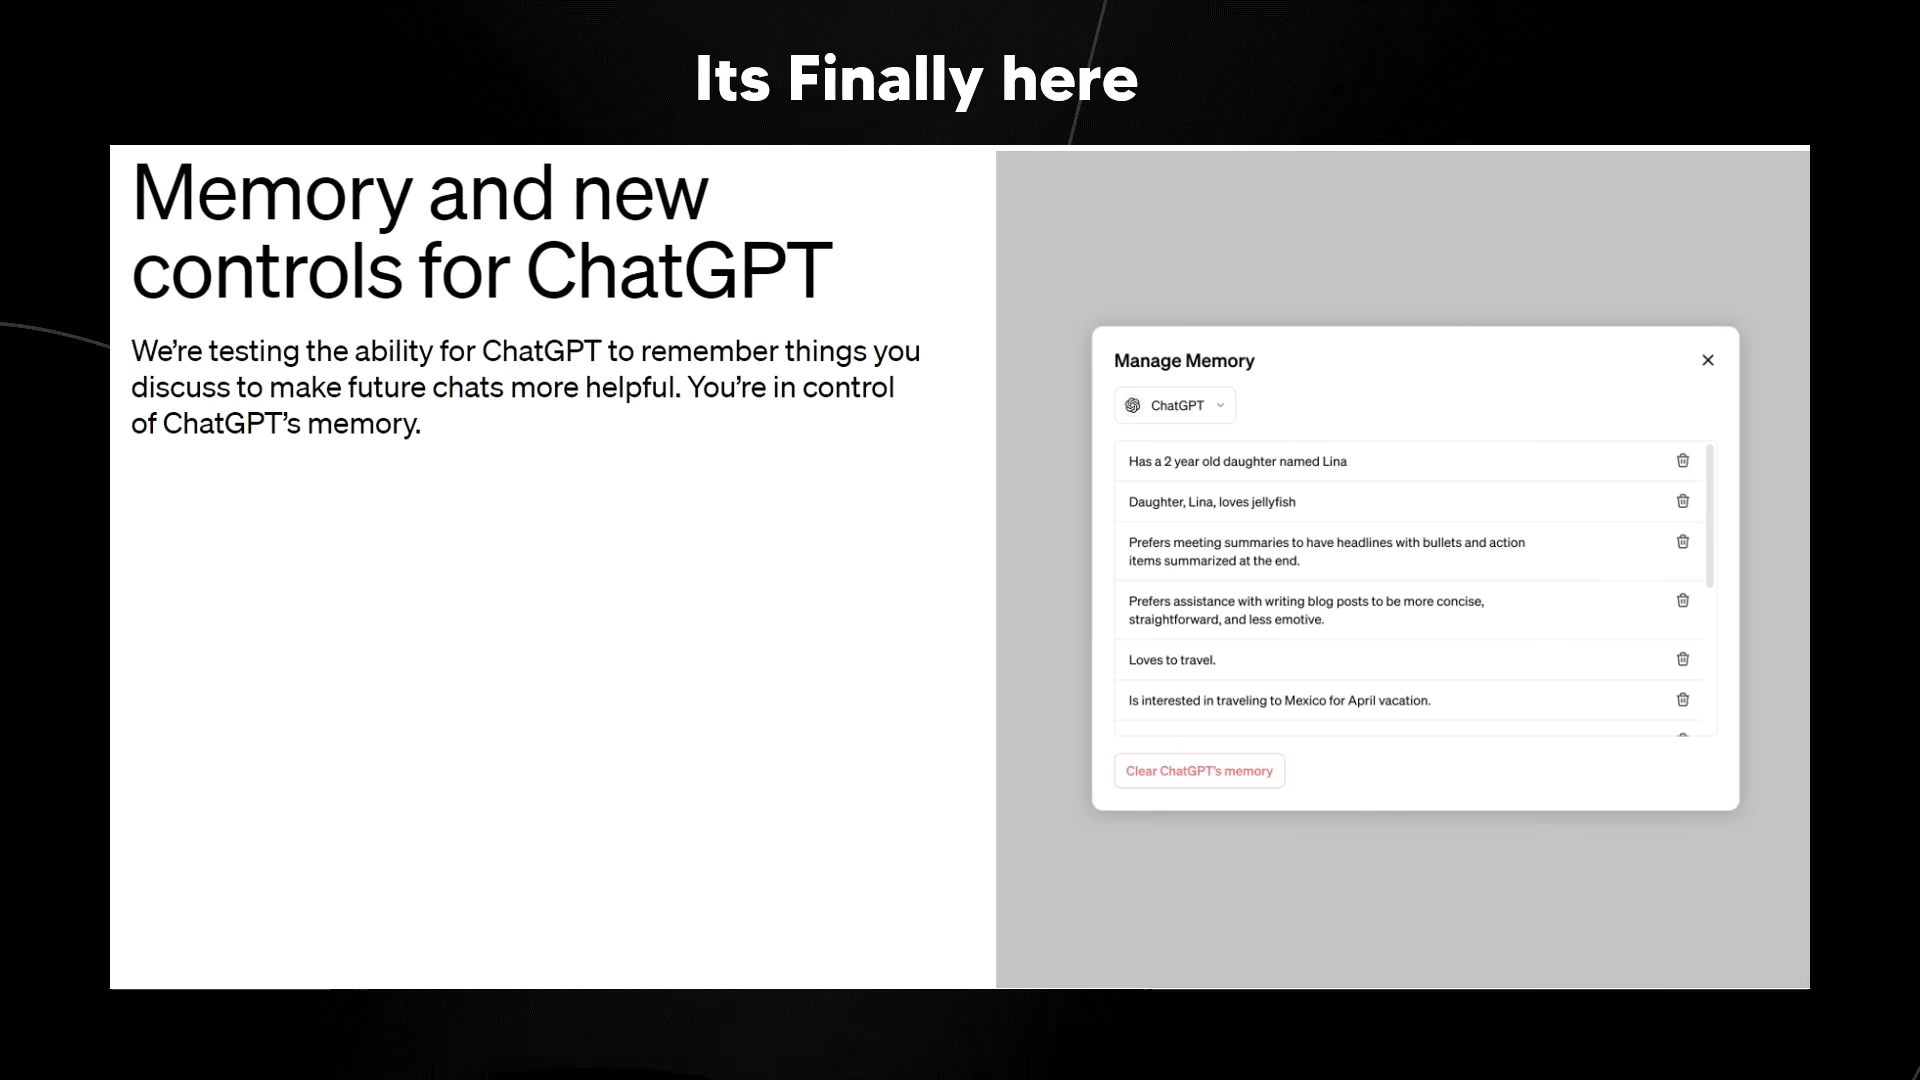 Its Finally here
Memory and new
controls for ChatGPT
We’re testing the ability for ChatGPT to remember things you
discuss to make future chats more helpful. You’re in control
of ChatGPT’s memory.
Manage Memory
ChatGPT
Has a 2 year old daughter named Lina
Daughter, Lina, loves jellyfish
Prefers meeting summaries to have headlines with bullets and action
items summarized at the end.
Prefers assistance with writing blog posts to be more concise,
straightforward, and less emotive.
Loves to travel.
Is interested in traveling to Mexico for April vacation.
Clear ChatGPT’s memory